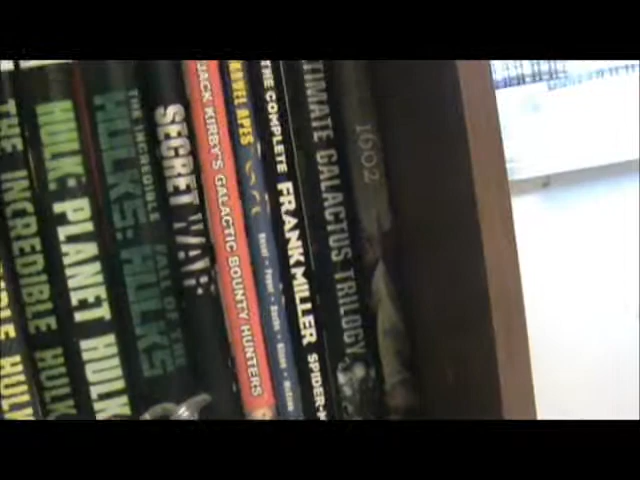 HULK
THE INCREDIBLE HULK
HULK: PLANET HULK
THE INCREDIBLE
HULKS: FALL OF THE HULKS
SECRET WAR
JACK KIRBY'S GALACTIC BOUNTY HUNTERS
MARVEL APES
THE COMPLETE FRANK MILLER SPIDER-M
ULTIMATE GALACTUS TRILOGY
1602